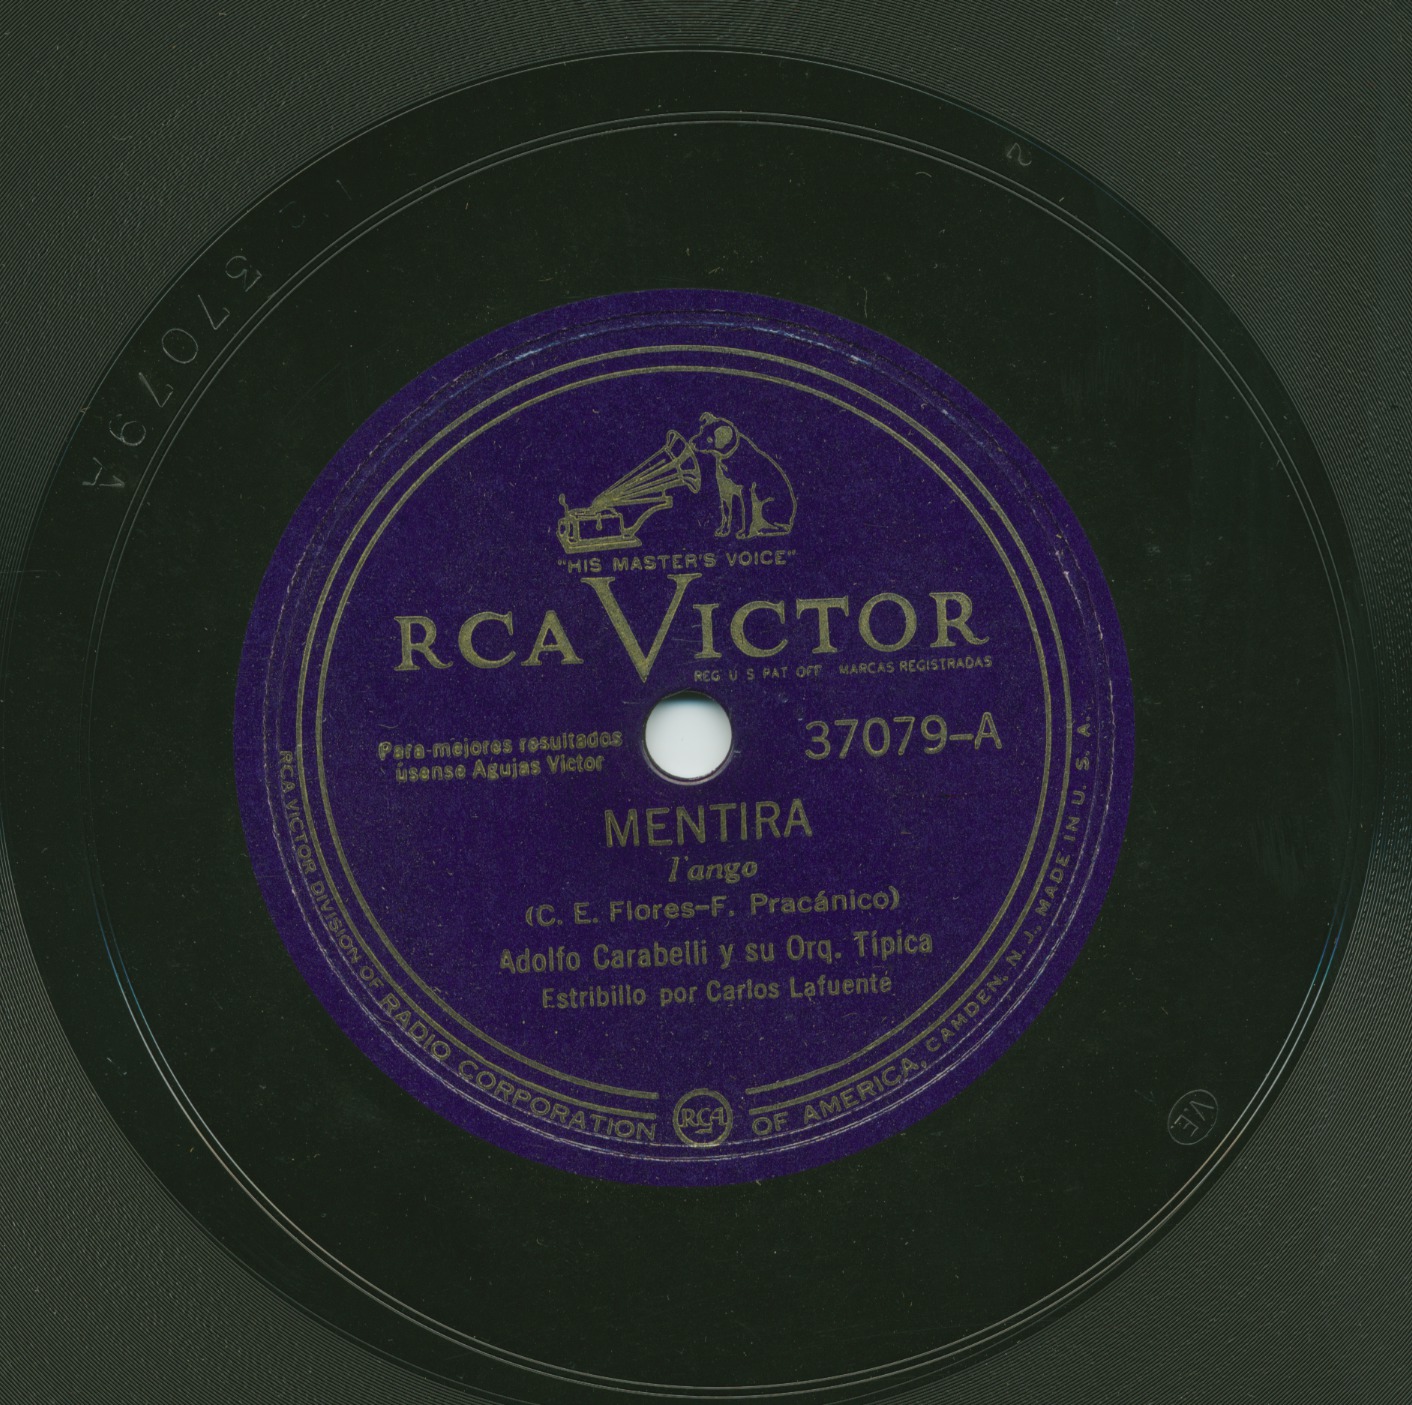 "HIS MASTER'S VOICE"
RCA VICTOR
REG U S PAT OFF MARCAS REGISTRADAS
Para mejores resultados
úsense Agujas Victor
37079-A
MENTIRA
Tango
(C. E. Flores-F. Pracánico)
Adolfo Carabelli y su Orq. Típica
Estribillo por Carlos Lafuente
RCA VICTOR DIVISION OF RADIO CORPORATION OF AMERICA, CAMDEN, N. J., MADE IN U. S. A.
RCA
37079A
2
V.E.